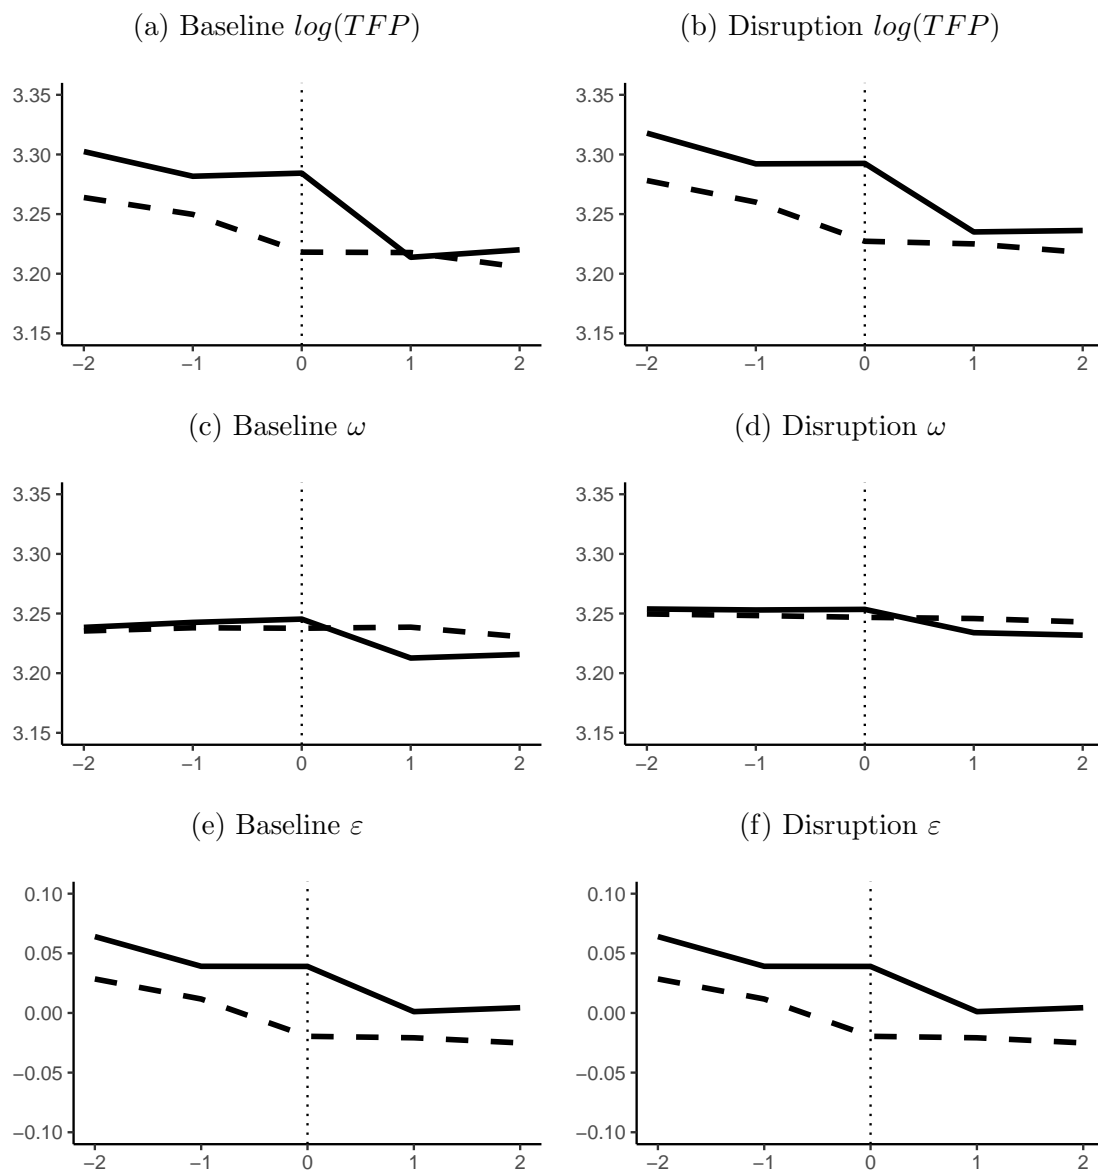 (a) Baseline log(TFP)
(b) Disruption log(TFP)
3.35
3.30
3.25
3.20
3.15
−2 −1 0 1 2
3.35
3.30
3.25
3.20
3.15
−2 −1 0 1 2
(c) Baseline ω
(d) Disruption ω
3.35
3.30
3.25
3.20
3.15
−2 −1 0 1 2
3.35
3.30
3.25
3.20
3.15
−2 −1 0 1 2
(e) Baseline ε
(f) Disruption ε
0.10
0.05
0.00
−0.05
−0.10
−2 −1 0 1 2
0.10
0.05
0.00
−0.05
−0.10
−2 −1 0 1 2